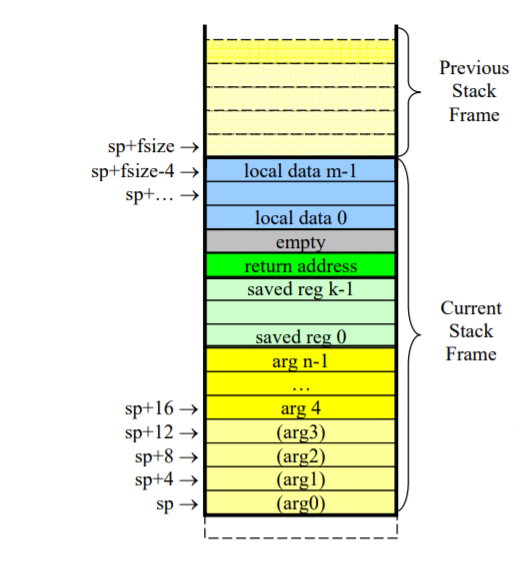 Previous
Stack
Frame
sp+fsize →
sp+fsize-4 →
local data m-1
sp+... →
local data 0
empty
return address
saved reg k-1
Current
Stack
Frame
saved reg 0
arg n-1
...
sp+16 →
arg 4
sp+12 →
(arg3)
sp+8 →
(arg2)
sp+4 →
(arg1)
sp →
(arg0)